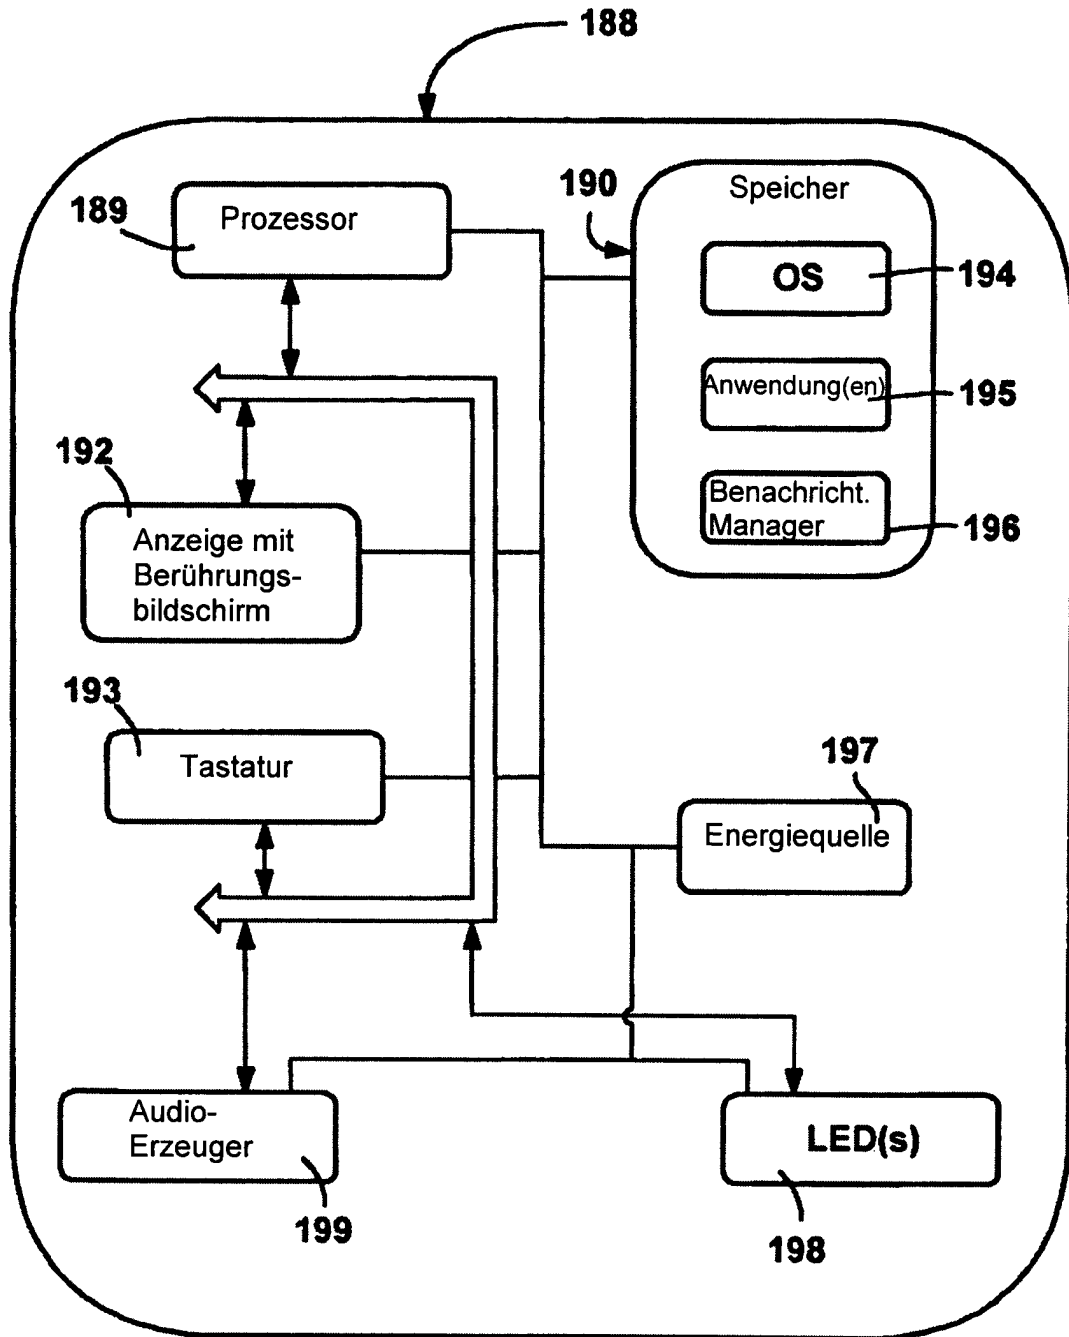 188
189
Prozessor
190
Speicher
OS
194
Anwendung(en)
195
Benachricht.
Manager
196
192
Anzeige mit
Berührungs-
bildschirm
193
Tastatur
197
Energiequelle
Audio-
Erzeuger
199
LED(s)
198